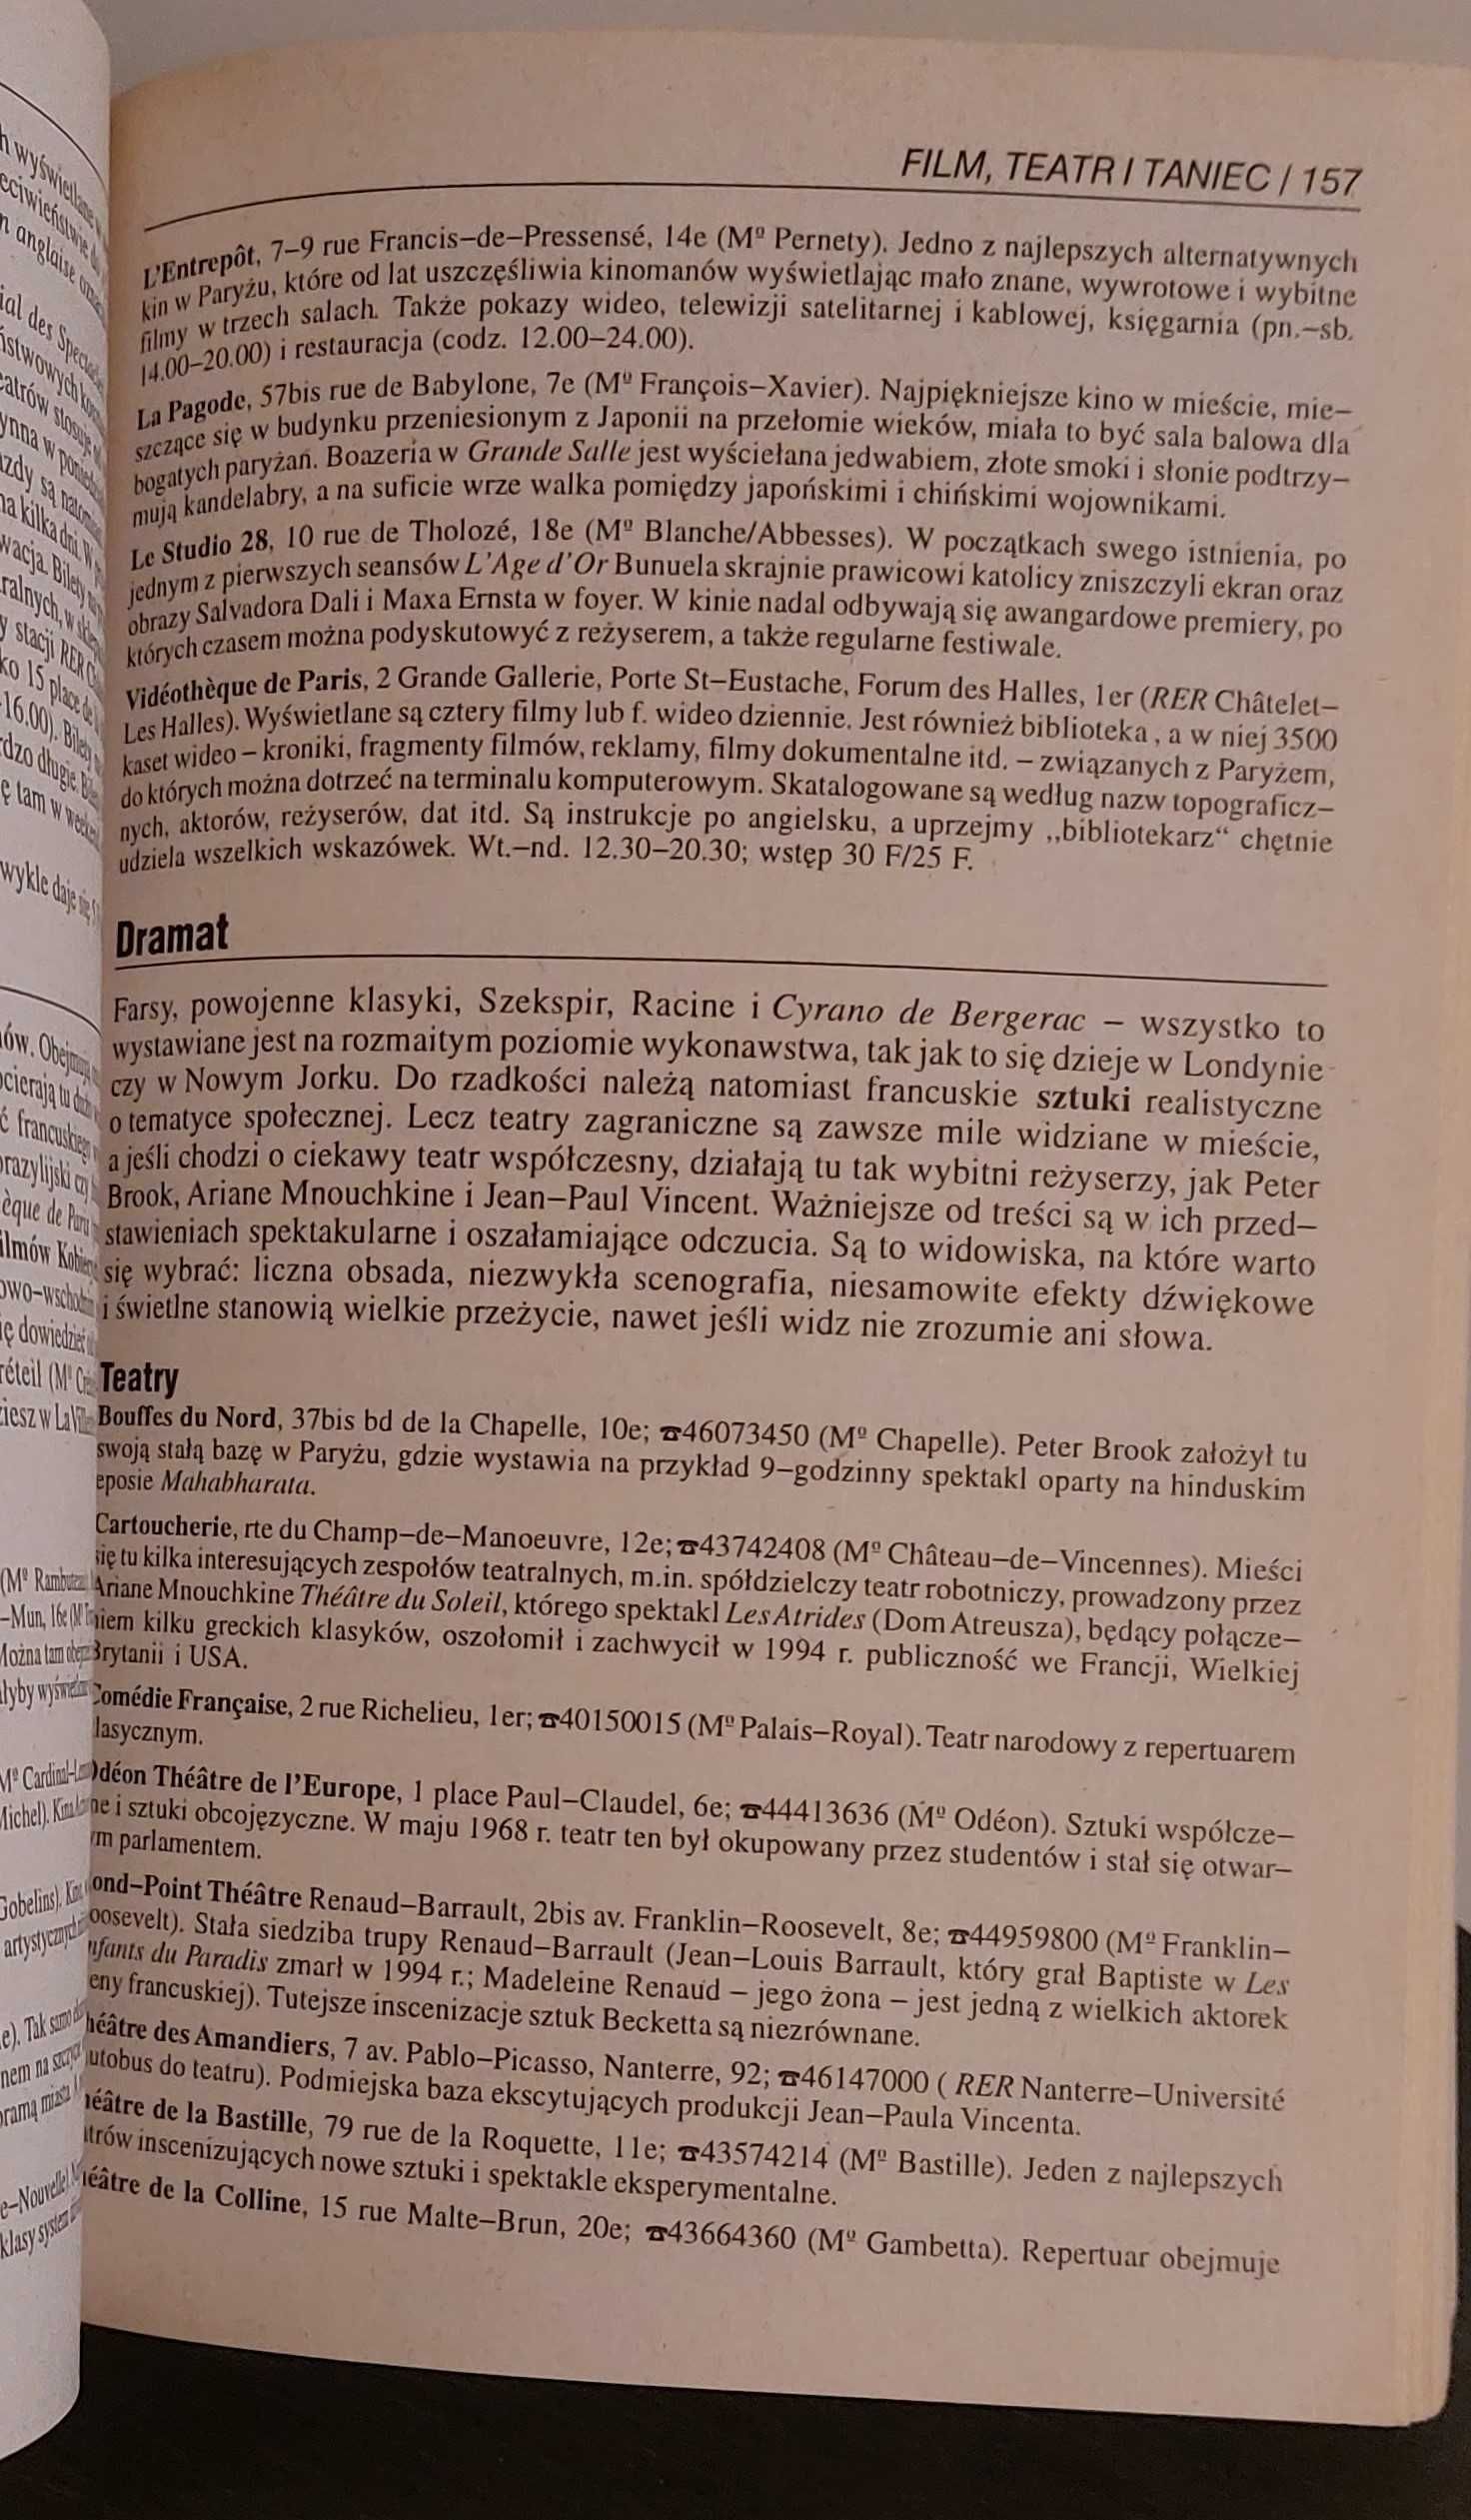 FILM, TEATR I TANIEC / 157
L'Entrepôt, 7–9 rue Francis–de–Pressensé, 14e (Mº Pernety). Jedno z najlepszych alternatywnych
kin w Paryżu, które od lat uszczęśliwia kinomanów wyświetlając mało znane, wywrotowe i wybitne
filmy w trzech salach. Także pokazy wideo, telewizji satelitarnej i kablowej, księgarnia (pn.–sb.
14.00–20.00) i restauracja (codz. 12.00–24.00).
La Pagode, 57bis rue de Babylone, 7e (Mº François–Xavier). Najpiękniejsze kino w mieście, mie–
szczące się w budynku przeniesionym z Japonii na przełomie wieków, miała to być sala balowa dla
bogatych paryżan. Boazeria w Grande Salle jest wyściełana jedwabiem, złote smoki i słonie podtrzy–
mują kandelabry, a na suficie wrze walka pomiędzy japońskimi i chińskimi wojownikami.
Le Studio 28, 10 rue de Tholozé, 18e (Mº Blanche/Abbesses). W początkach swego istnienia, po
jednym z pierwszych seansów L'Age d'Or Bunuela skrajnie prawicowi katolicy zniszczyli ekran oraz
obrazy Salvadora Dali i Maxa Ernsta w foyer. W kinie nadal odbywają się awangardowe premiery, po
których czasem można podyskutowyć z reżyserem, a także regularne festiwale.
Vidéothèque de Paris, 2 Grande Gallerie, Porte St–Eustache, Forum des Halles, 1er (RER Châtelet–
Les Halles). Wyświetlane są cztery filmy lub f. wideo dziennie. Jest również biblioteka , a w niej 3500
kaset wideo – kroniki, fragmenty filmów, reklamy, filmy dokumentalne itd. – związanych z Paryżem,
do których można dotrzeć na terminalu komputerowym. Skatalogowane są według nazw topograficz–
nych, aktorów, reżyserów, dat itd. Są instrukcje po angielsku, a uprzejmy „bibliotekarz“ chętnie
udziela wszelkich wskazówek. Wt.–nd. 12.30–20.30; wstęp 30 F/25 F.
Dramat
Farsy, powojenne klasyki, Szekspir, Racine i Cyrano de Bergerac – wszystko to
wystawiane jest na rozmaitym poziomie wykonawstwa, tak jak to się dzieje w Londynie
czy w Nowym Jorku. Do rzadkości należą natomiast francuskie sztuki realistyczne
o tematyce społecznej. Lecz teatry zagraniczne są zawsze mile widziane w mieście,
a jeśli chodzi o ciekawy teatr współczesny, działają tu tak wybitni reżyserzy, jak Peter
Brook, Ariane Mnouchkine i Jean–Paul Vincent. Ważniejsze od treści są w ich przed–
stawieniach spektakularne i oszałamiające odczucia. Są to widowiska, na które warto
się wybrać: liczna obsada, niezwykła scenografia, niesamowite efekty dźwiękowe
i świetlne stanowią wielkie przeżycie, nawet jeśli widz nie zrozumie ani słowa.
Teatry
Bouffes du Nord, 37bis bd de la Chapelle, 10e; ☎46073450 (Mº Chapelle). Peter Brook założył tu
swoją stałą bazę w Paryżu, gdzie wystawia na przykład 9–godzinny spektakl oparty na hinduskim
eposie Mahabharata.
Cartoucherie, rte du Champ–de–Manoeuvre, 12e; ☎43742408 (Mº Château–de–Vincennes). Mieści
się tu kilka interesujących zespołów teatralnych, m.in. spółdzielczy teatr robotniczy, prowadzony przez
Ariane Mnouchkine Théâtre du Soleil, którego spektakl Les Atrides (Dom Atreusza), będący połącze–
niem kilku greckich klasyków, oszołomił i zachwycił w 1994 r. publiczność we Francji, Wielkiej
Brytanii i USA.
Comédie Française, 2 rue Richelieu, 1er; ☎40150015 (Mº Palais–Royal). Teatr narodowy z repertuarem
lasycznym.
Odéon Théâtre de l'Europe, 1 place Paul–Claudel, 6e; ☎44413636 (Mº Odéon). Sztuki współcze–
ne i sztuki obcojęzyczne. W maju 1968 r. teatr ten był okupowany przez studentów i stał się otwar–
ym parlamentem.
ond–Point Théâtre Renaud–Barrault, 2bis av. Franklin–Roosevelt, 8e; ☎44959800 (Mº Franklin–
oosevelt). Stała siedziba trupy Renaud–Barrault (Jean–Louis Barrault, który grał Baptiste w Les
nfants du Paradis zmarł w 1994 r.; Madeleine Renaud – jego żona – jest jedną z wielkich aktorek
eny francuskiej). Tutejsze inscenizacje sztuk Becketta są niezrównane.
héâtre des Amandiers, 7 av. Pablo–Picasso, Nanterre, 92; ☎46147000 ( RER Nanterre–Université
utobus do teatru). Podmiejska baza ekscytujących produkcji Jean–Paula Vincenta.
héâtre de la Bastille, 79 rue de la Roquette, 11e; ☎43574214 (Mº Bastille). Jeden z najlepszych
atrów inscenizujących nowe sztuki i spektakle eksperymentalne.
héâtre de la Colline, 15 rue Malte–Brun, 20e; ☎43664360 (Mº Gambetta). Repertuar obejmuje